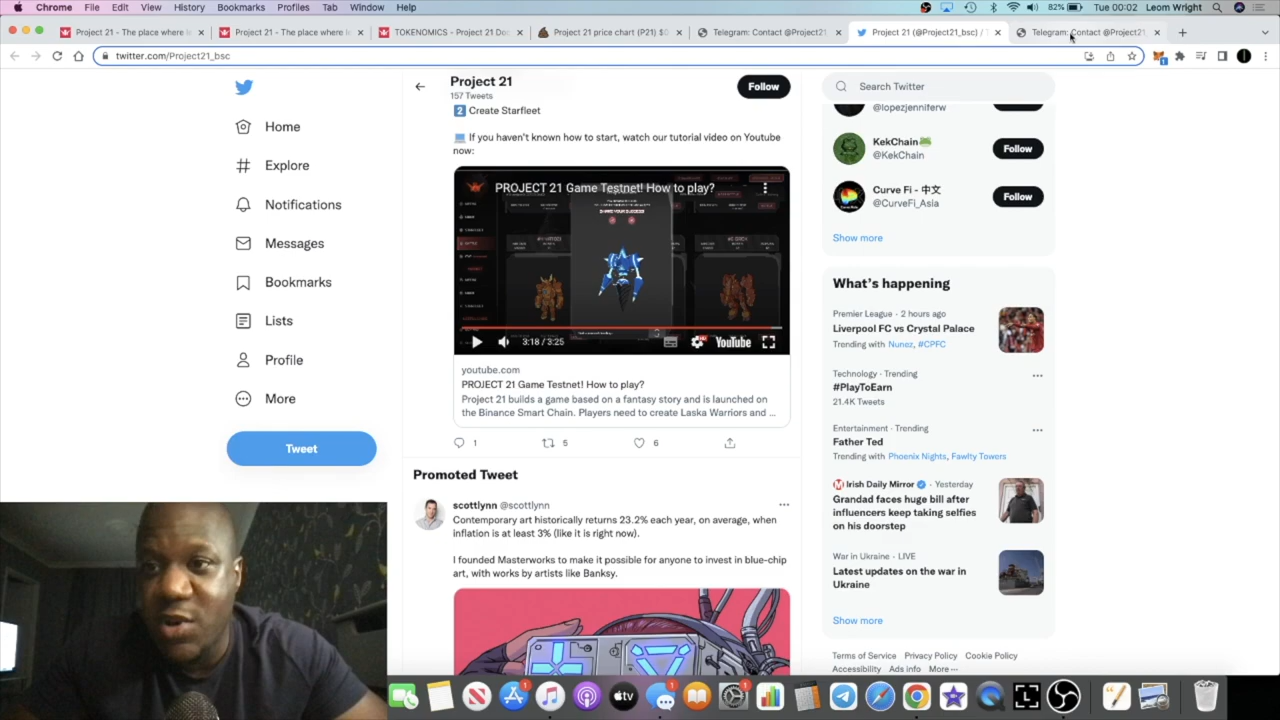 Chrome File Edit View History Bookmarks Profiles Tab Window Help 82% Tue 00:02 Leom Wright
Project 21 - The place where le
Project 21 - The place where le
TOKENOMICS - Project 21 Doc
Project 21 price chart (P21) $0
Telegram: Contact @Project21
Project 21 (@Project21_bsc) / T
Telegram: Contact @Project21
twitter.com/Project21_bsc
Home
Explore
Notifications
Messages
Bookmarks
Lists
Profile
More
Tweet
Project 21
157 Tweets
Follow
2 Create Starfleet
If you haven't known how to start, watch our tutorial video on Youtube
now:
PROJECT 21 Game Testnet! How to play?
3:18 / 3:25
YouTube
youtube.com
PROJECT 21 Game Testnet! How to play?
Project 21 builds a game based on a fantasy story and is launched on
the Binance Smart Chain. Players need to create Laska Warriors and ...
1 5 6
Promoted Tweet
scottlynn @scottlynn
Contemporary art historically returns 23.2% each year, on average, when
inflation is at least 3% (like it is right now).
I founded Masterworks to make it possible for anyone to invest in blue-chip
art, with works by artists like Banksy.
Search Twitter
@lopezjenniferw
KekChain
@KekChain
Follow
Curve Fi - 中文
@CurveFi_Asia
Follow
Show more
What's happening
Premier League · 2 hours ago
Liverpool FC vs Crystal Palace
Trending with Nunez, #CPFC
Technology · Trending
#PlayToEarn
21.4K Tweets
Entertainment · Trending
Father Ted
Trending with Phoenix Nights, Fawlty Towers
Irish Daily Mirror · Yesterday
Grandad faces huge bill after
influencers keep taking selfies
on his doorstep
War in Ukraine · LIVE
Latest updates on the war in
Ukraine
Show more
Terms of Service Privacy Policy Cookie Policy
Accessibility Ads info More ···